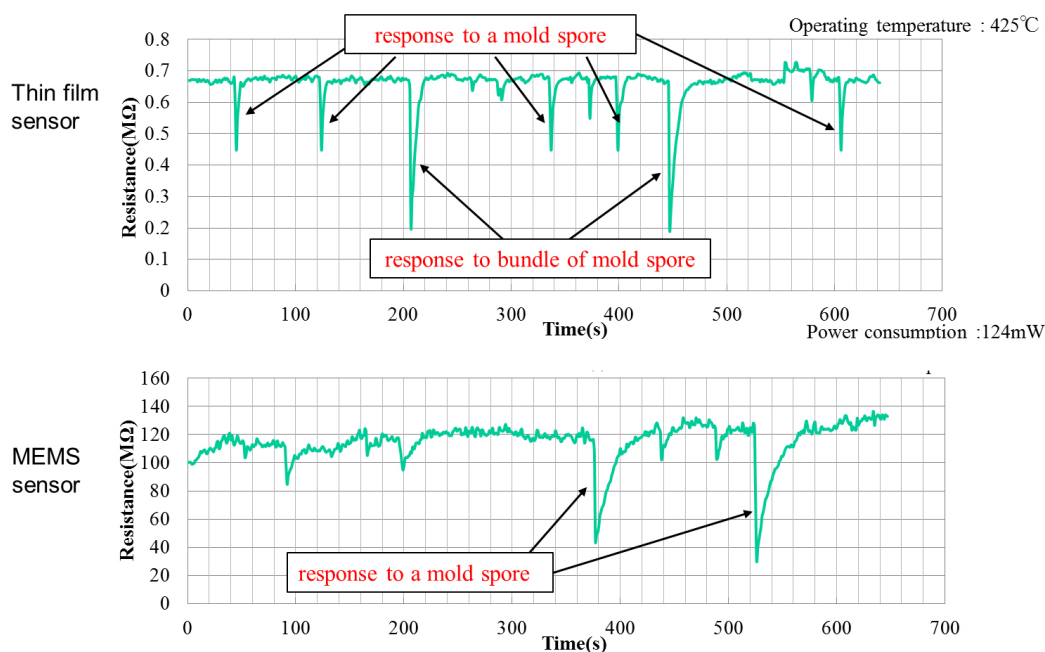 response to a mold spore
Operating temperature : 425℃
Thin film
sensor
Resistance(MΩ)
0.8
0.7
0.6
0.5
0.4
0.3
0.2
0.1
0
response to bundle of mold spore
0 100 200 300 400 500 600 700
Time(s)
Power consumption :124mW
MEMS
sensor
Resistance(MΩ)
160
140
120
100
80
60
40
20
0
response to a mold spore
0 100 200 300 400 500 600 700
Time(s)